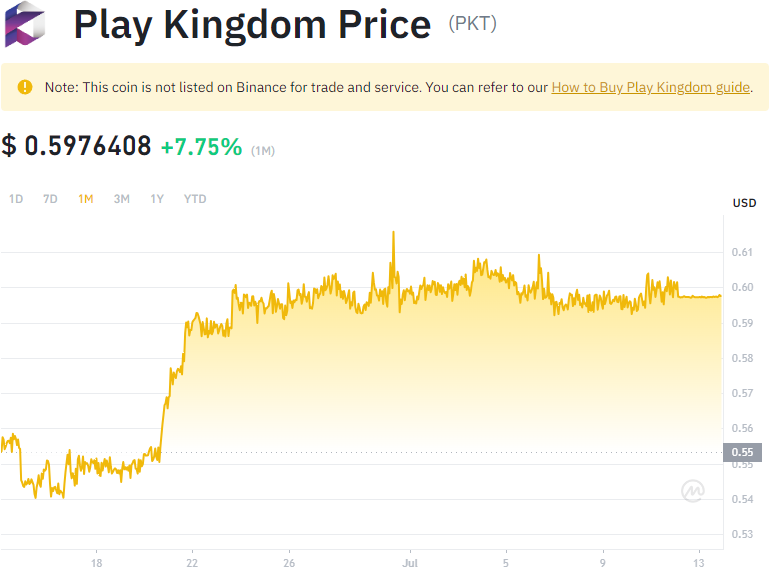 Play Kingdom Price (PKT)
Note: This coin is not listed on Binance for trade and service. You can refer to our How to Buy Play Kingdom guide.
$ 0.5976408 +7.75% (1M)
1D 7D 1M 3M 1Y YTD
USD
0.61
0.60
0.59
0.58
0.57
0.56
0.55
0.55
0.54
0.53
18 22 26 Jul 5 9 13